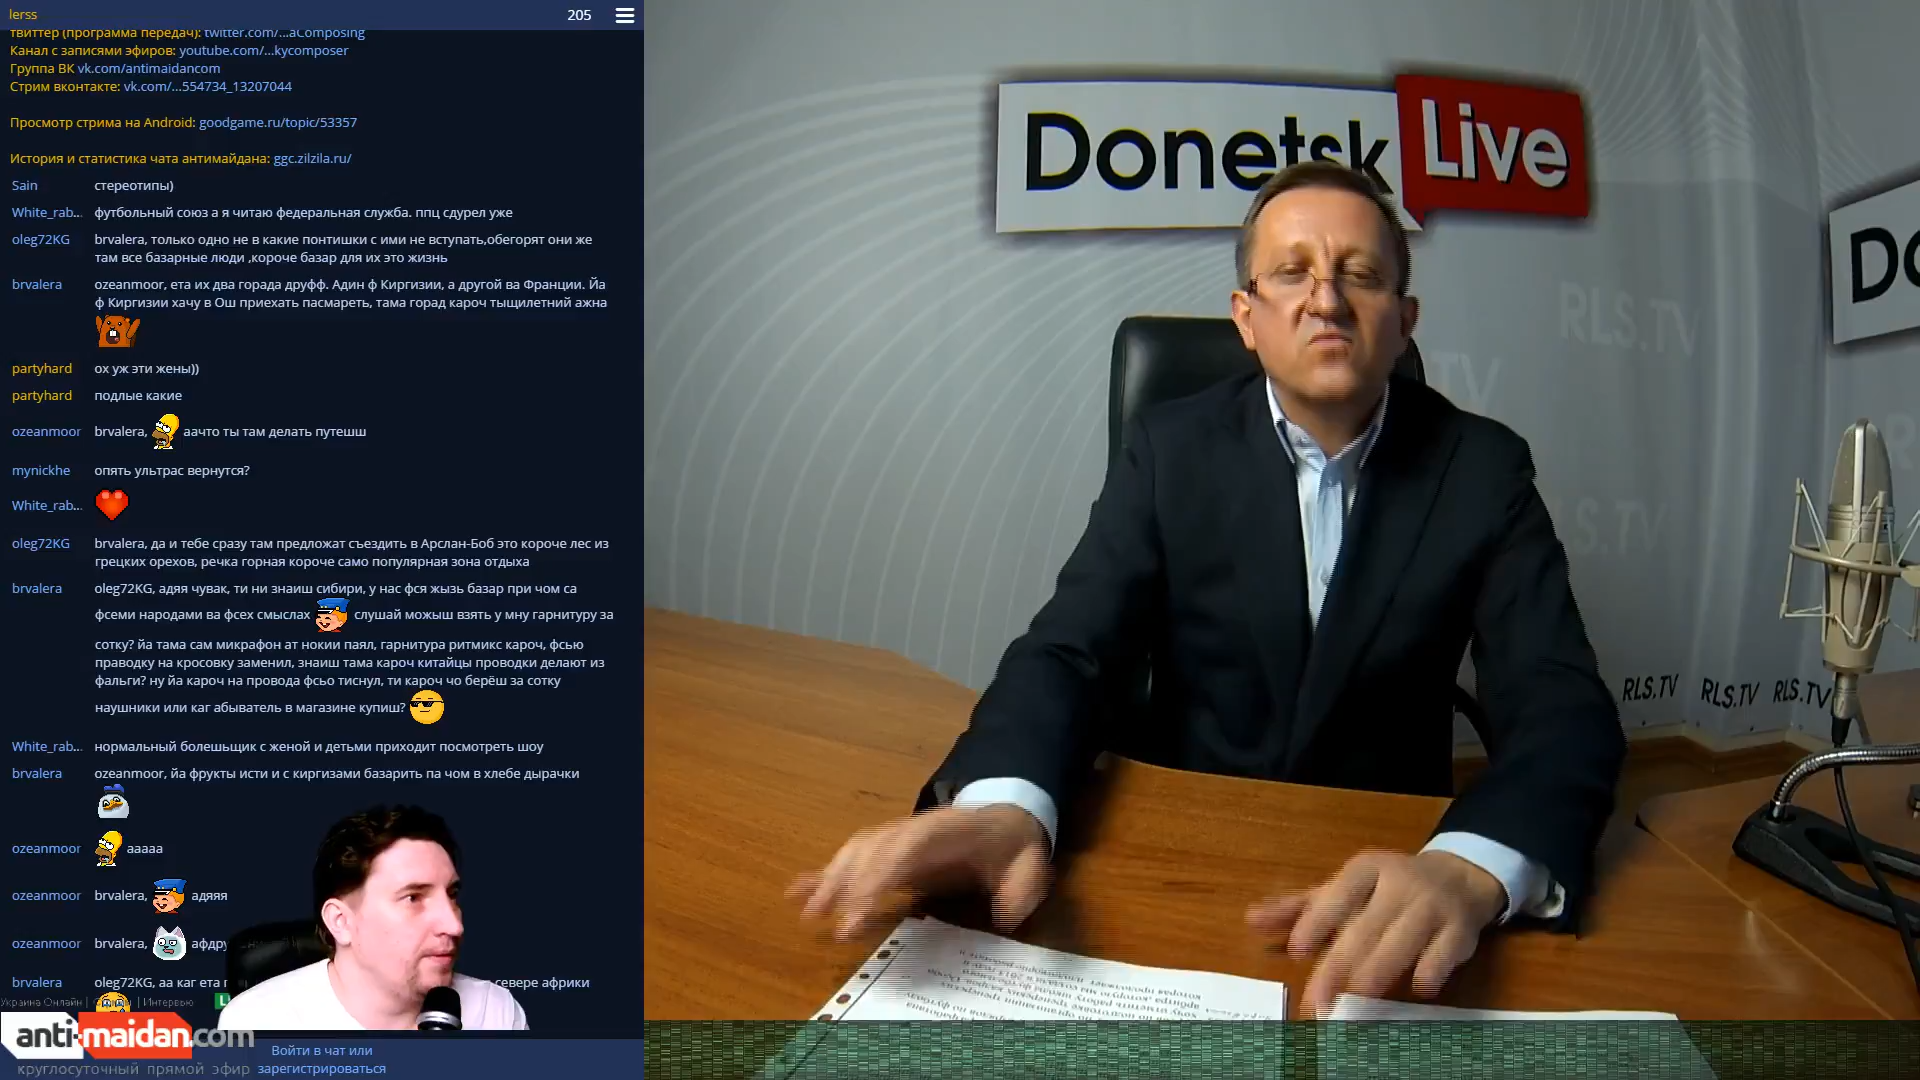 lerss
205
твиттер (программа передач): twitter.com/...aComposing
Канал с записями эфиров: youtube.com/...kycomposer
Группа ВК vk.com/antimaidancom
Стрим вконтакте: vk.com/...554734_13207044
Просмотр стрима на Android: goodgame.ru/topic/53357
История и статистика чата антимайдана: ggc.zilzila.ru/
Sain стереотипы)
White_rab... футбольный союз а я читаю федеральная служба. ппц сдурел уже
oleg72KG brvalera, только одно не в какие понтишки с ими не вступать,обегорят они же
там все базарные люди ,короче базар для их это жизнь
brvalera ozeanmoor, ета их два горада друфф. Адин ф Киргизии, а другой ва Франции. Йа
ф Киргизии хачу в Ош приехать пасмареть, тама горад кароч тыщилетний ажна
partyhard ох уж эти жены))
partyhard подлые какие
ozeanmoor brvalera, аачто ты там делать путешш
mynickhe опять ультрас вернутся?
White_rab...
oleg72KG brvalera, да и тебе сразу там предложат съездить в Арслан-Боб это короче лес из
грецких орехов, речка горная короче само популярная зона отдыха
brvalera oleg72KG, адяя чувак, ти ни знаиш сибири, у нас фся жызь базар при чом са
фсеми народами ва фсех смыслах слушай можыш взять у мну гарнитуру за
сотку? йа тама сам микрафон ат нокии паял, гарнитура ритмикс кароч, фсью
праводку на кросовку заменил, знаиш тама кароч китайцы проводки делают из
фальги? ну йа кароч на провода фсьо тиснул, ти кароч чо берёш за сотку
наушники или каг абыватель в магазине купиш?
White_rab... нормальный болешьщик с женой и детьми приходит посмотреть шоу
brvalera ozeanmoor, йа фрукты исти и с киргизами базарить па чом в хлебе дырачки
ozeanmoor ааааа
ozeanmoor brvalera, адяяя
ozeanmoor brvalera, афдру
brvalera oleg72KG, аа каг ета севере африки
Украина Онлайн | Интервью
anti-maidan.com
круглосуточный прямой эфир
Войти в чат или
зарегистрироваться
Donetsk Live
Do
RLS.TV
RLS.TV RLS.TV RLS.TV